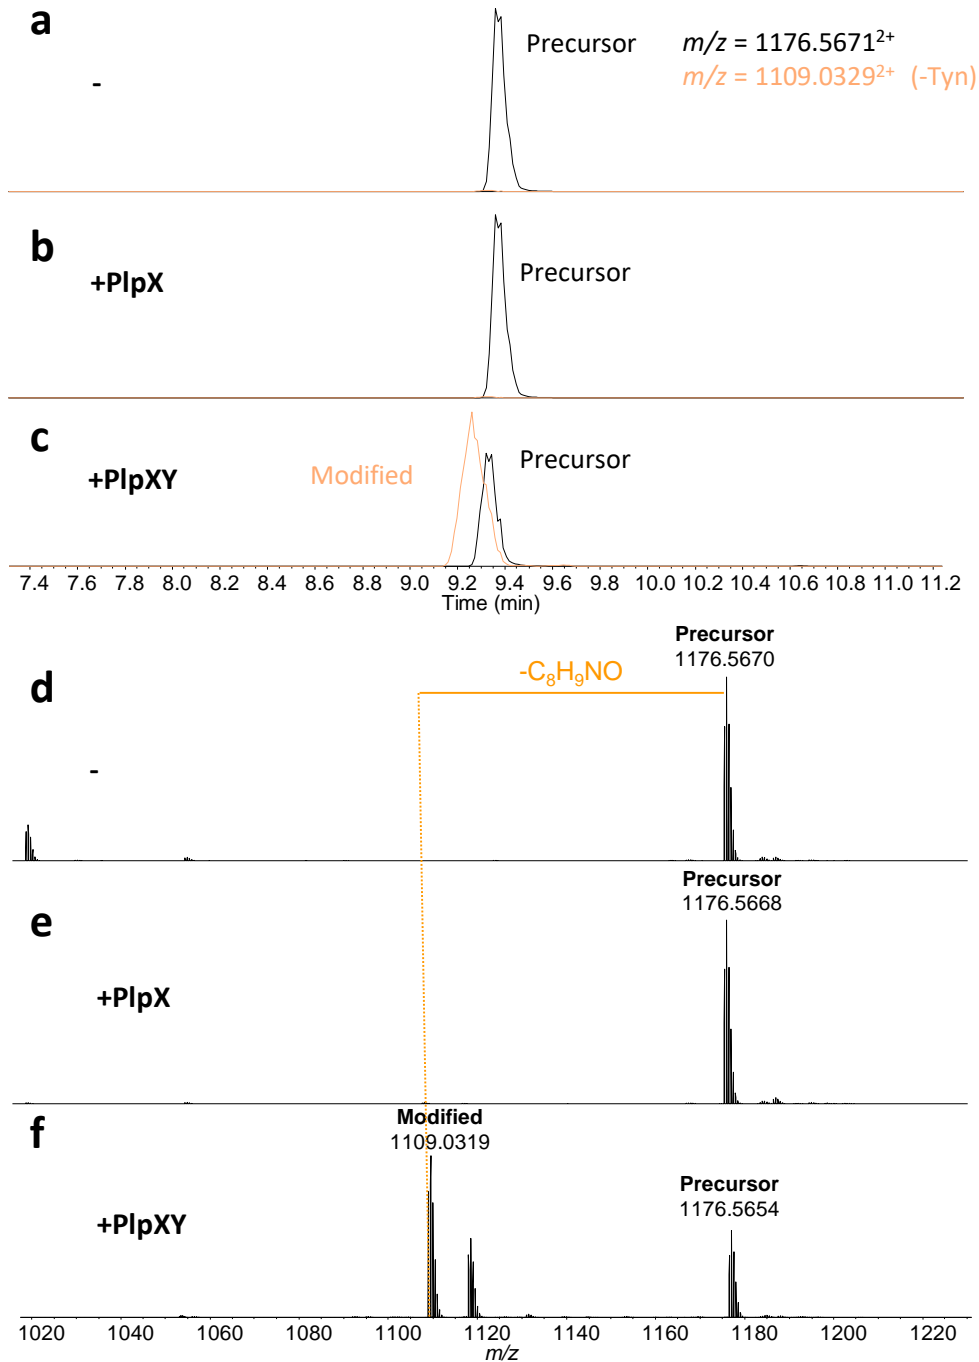 a
Precursor
m/z = 1176.5671²⁺
m/z = 1109.0329²⁺ (-Tyn)
-
b
+PlpX
Precursor
c
+PlpXY
Modified
Precursor
7.4 7.6 7.8 8.0 8.2 8.4 8.6 8.8 9.0 9.2 9.4 9.6 9.8 10.0 10.2 10.4 10.6 10.8 11.0 11.2
Time (min)
d
-C₈H₉NO
Precursor
1176.5670
-
e
+PlpX
Precursor
1176.5668
f
+PlpXY
Modified
1109.0319
Precursor
1176.5654
1020 1040 1060 1080 1100 1120 1140 1160 1180 1200 1220
m/z